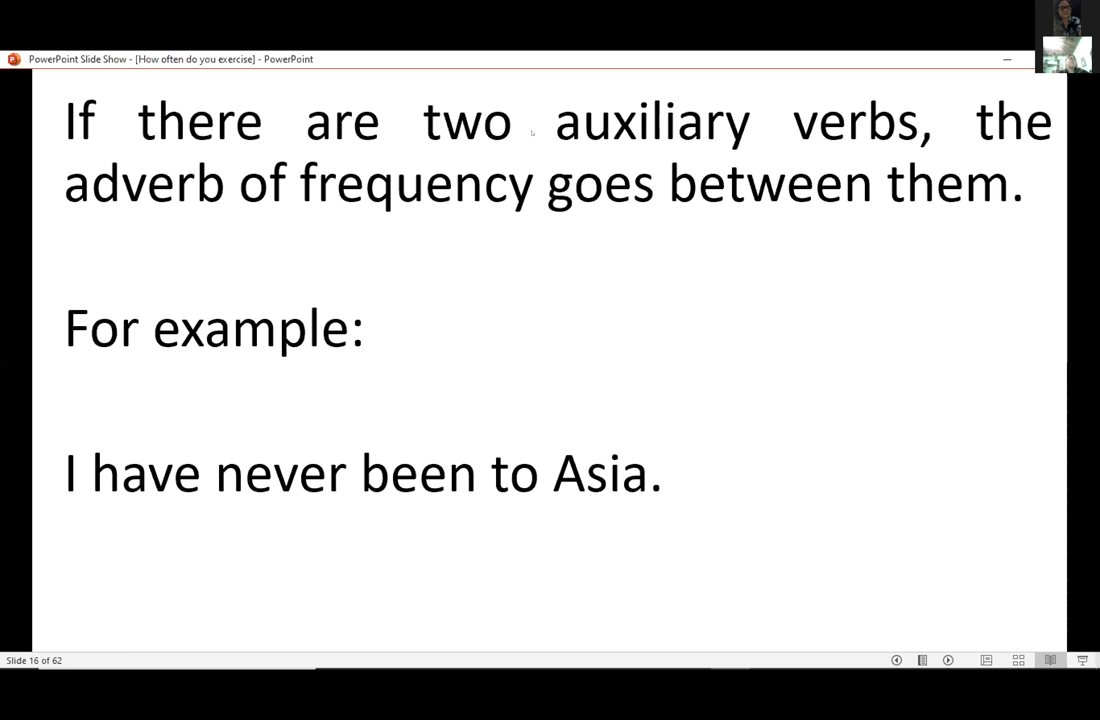 PowerPoint Slide Show - [How often do you exercise] - PowerPoint
If there are two auxiliary verbs, the
adverb of frequency goes between them.
For example:
I have never been to Asia.
Slide 16 of 62